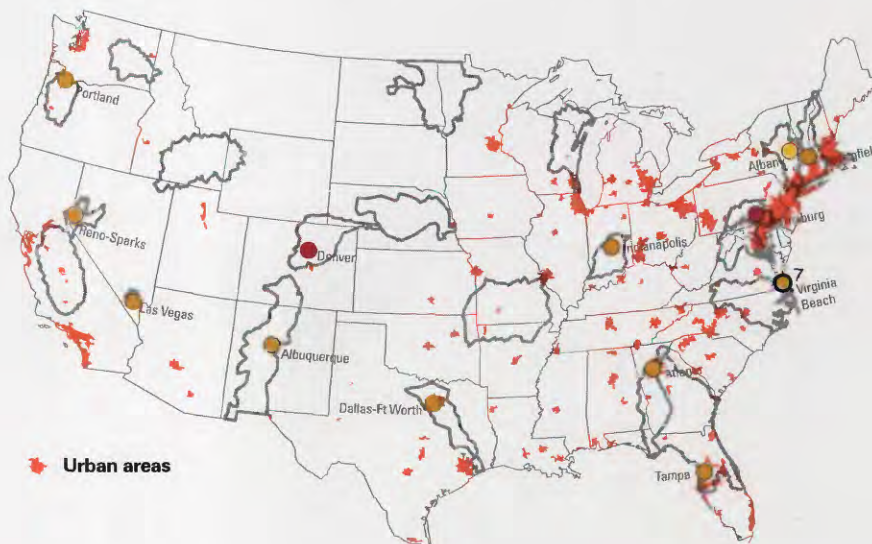 Portland
Albany
Reno-Sparks
Denver
Indianapolis
7
Virginia
Beach
Las Vegas
Albuquerque
Dallas-Ft Worth
Tampa
Urban areas